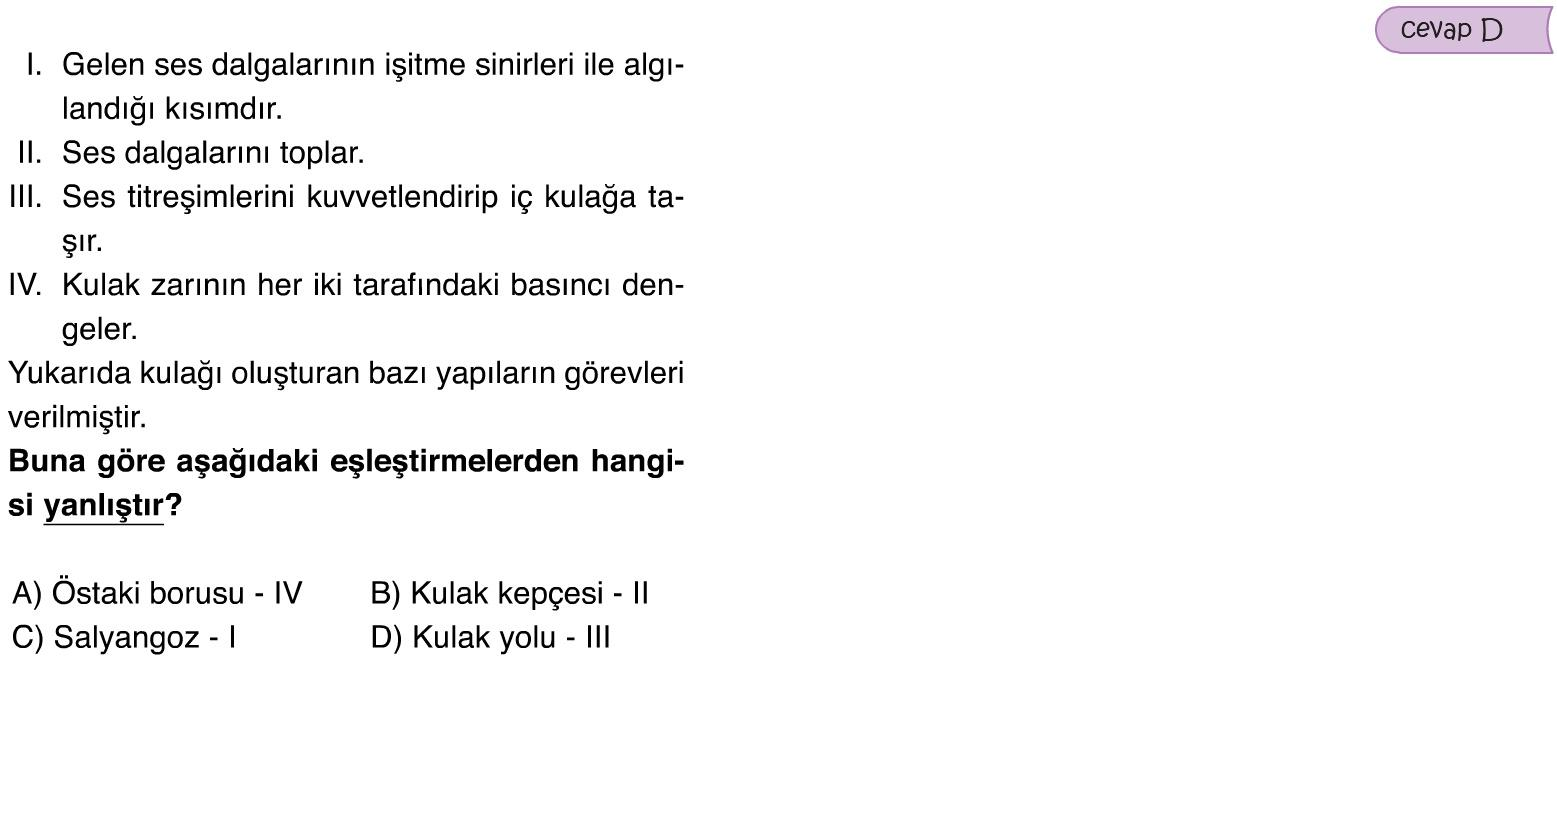 cevap D
I. Gelen ses dalgalarının işitme sinirleri ile algı-
landığı kısımdır.
II. Ses dalgalarını toplar.
III. Ses titreşimlerini kuvvetlendirip iç kulağa ta-
şır.
IV. Kulak zarının her iki tarafındaki basıncı den-
geler.
Yukarıda kulağı oluşturan bazı yapıların görevleri
verilmiştir.
Buna göre aşağıdaki eşleştirmelerden hangi-
si yanlıştır?
A) Östaki borusu - IV B) Kulak kepçesi - II
C) Salyangoz - I D) Kulak yolu - III